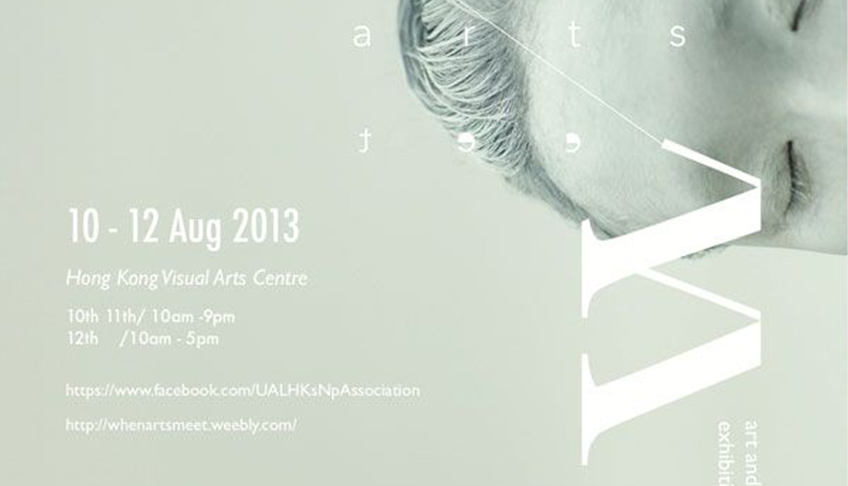 arts
10 - 12 Aug 2013
Hong Kong Visual Arts Centre
10th 11th/ 10am -9pm
12th /10am - 5pm
https://www.facebook.com/UALHKsNpAssociation
http://whenartsmeet.weebly.com/
W
art and